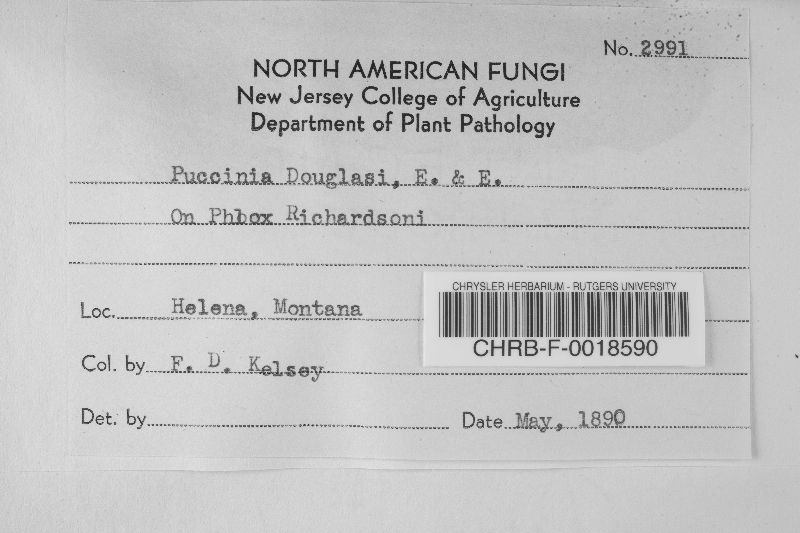 No. 2991
NORTH AMERICAN FUNGI
New Jersey College of Agriculture
Department of Plant Pathology
Puccinia Douglasi, E. & E.
On Phlox Richardsoni
Loc. Helena, Montana
CHRYSLER HERBARIUM - RUTGERS UNIVERSITY
CHRB-F-0018590
Col. by F. D. Kelsey
Det. by
Date May, 1890